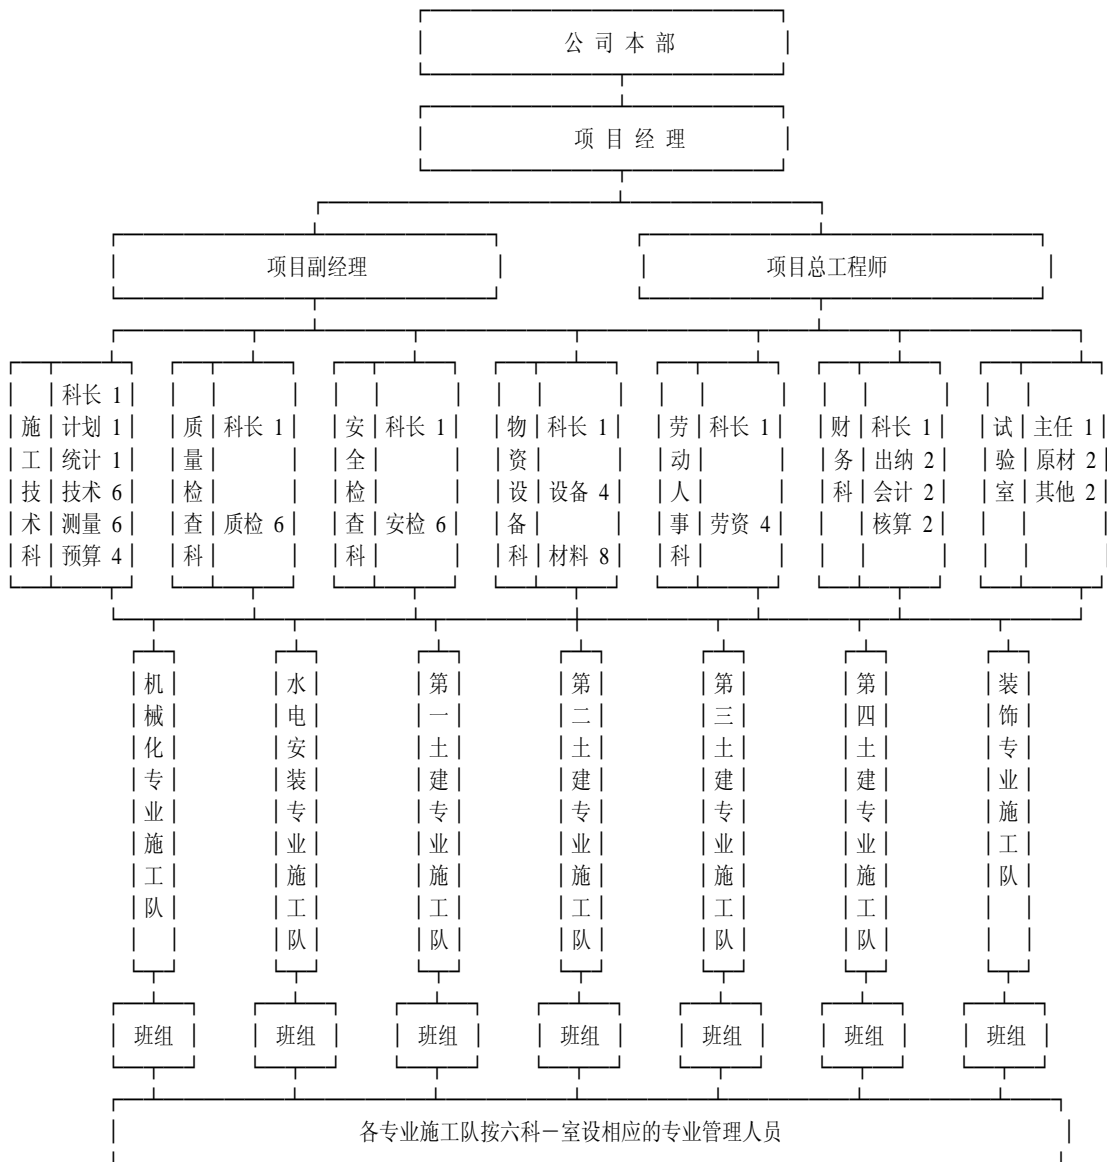 公 司 本 部
项 目 经 理
项目副经理
项目总工程师
施工技术科
科长 1
计划 1
统计 1
技术 6
测量 6
预算 4
质量检查科
科长 1
质检 6
安全检查科
科长 1
安检 6
物资设备科
科长 1
设备 4
材料 8
劳动人事科
科长 1
劳资 4
财务科
科长 1
出纳 2
会计 2
核算 2
试验室
主任 1
原材 2
其他 2
机械化专业施工队
水电安装专业施工队
第一土建专业施工队
第二土建专业施工队
第三土建专业施工队
第四土建专业施工队
装饰专业施工队
班组
班组
班组
班组
班组
班组
班组
各专业施工队按六科－室设相应的专业管理人员